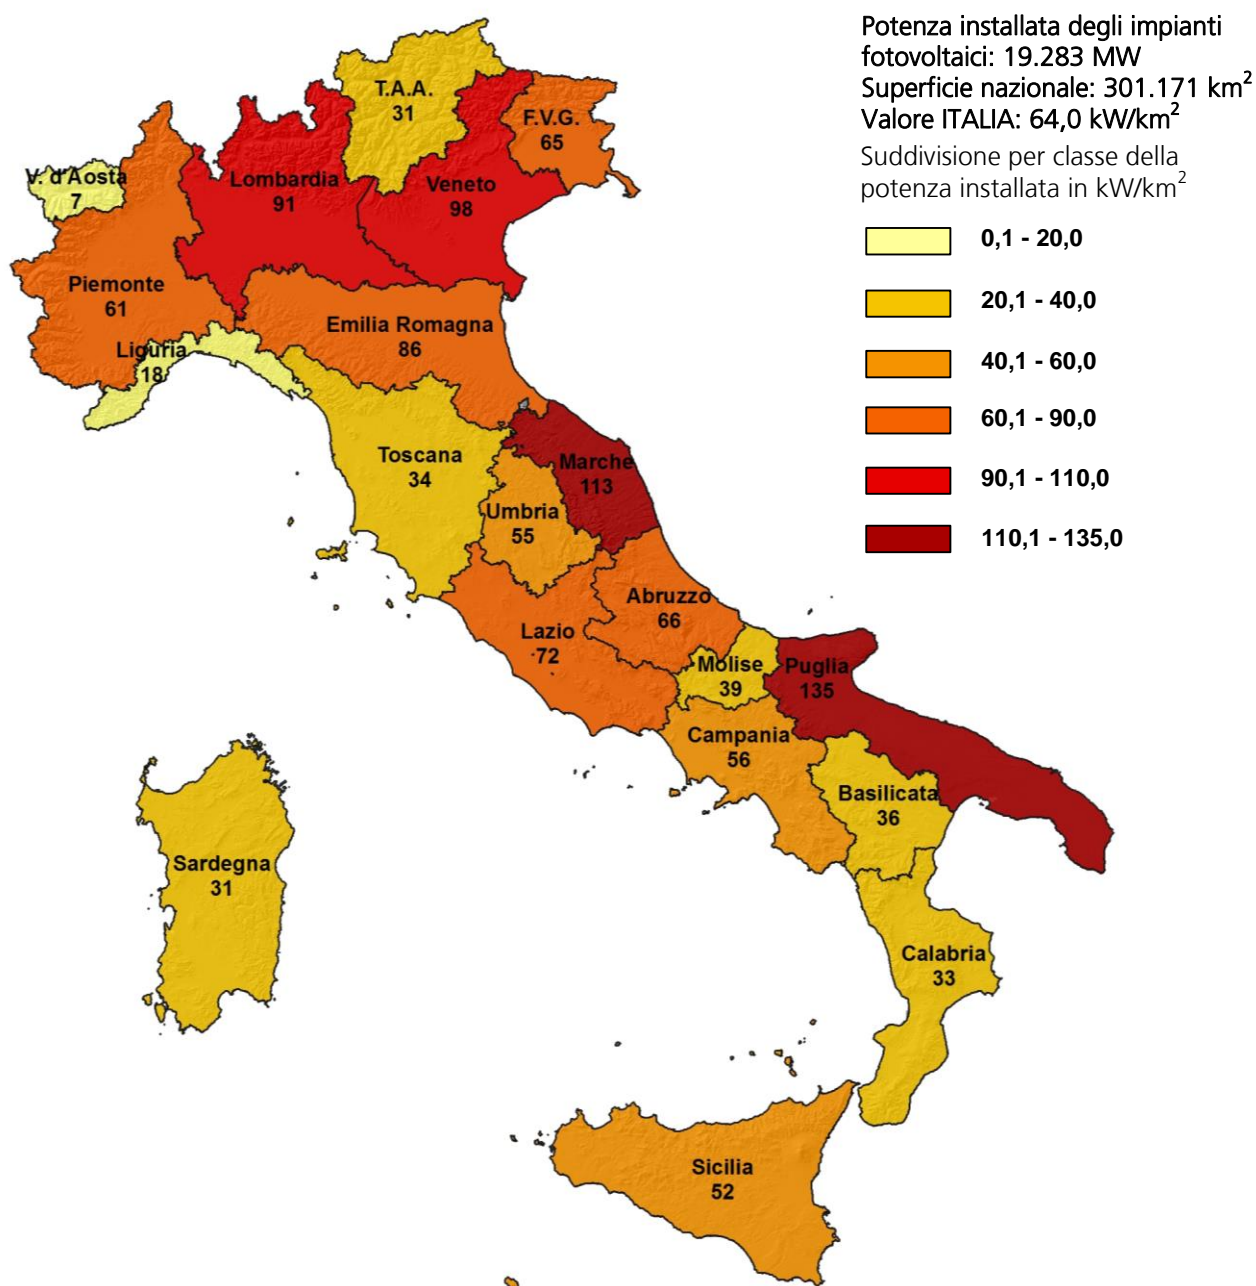 Potenza installata degli impianti
fotovoltaici: 19.283 MW
Superficie nazionale: 301.171 km²
Valore ITALIA: 64,0 kW/km²
Suddivisione per classe della
potenza installata in kW/km²
0,1 - 20,0
20,1 - 40,0
40,1 - 60,0
60,1 - 90,0
90,1 - 110,0
110,1 - 135,0
T.A.A.
31
F.V.G.
65
V. d'Aosta
7
Lombardia
91
Veneto
98
Piemonte
61
Emilia Romagna
86
Liguria
18
Toscana
34
Marche
113
Umbria
55
Abruzzo
66
Lazio
72
Molise
39
Puglia
135
Campania
56
Basilicata
36
Sardegna
31
Calabria
33
Sicilia
52